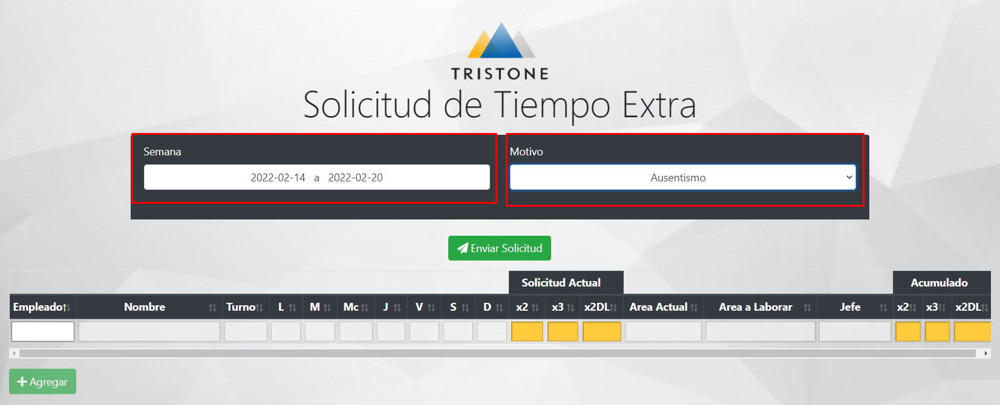 TRISTONE
Solicitud de Tiempo Extra
Semana
2022-02-14 a 2022-02-20
Motivo
Ausentismo
Enviar Solicitud
Solicitud Actual Acumulado
Empleado Nombre Turno L M Mc J V S D x2 x3 x2DL Area Actual Area a Laborar Jefe x2 x3 x2DL
Agregar